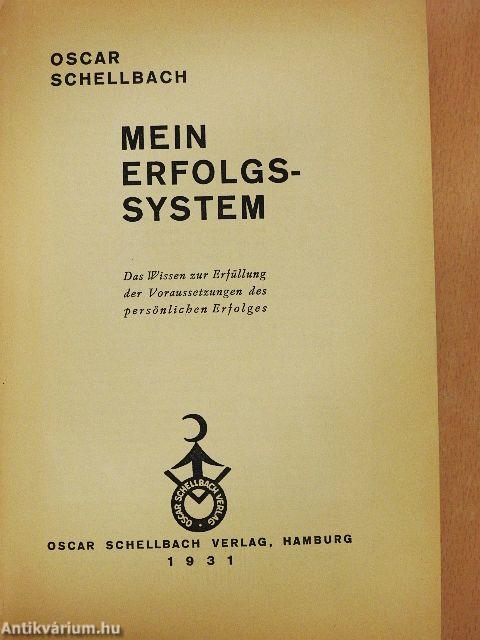 OSCAR
SCHELLBACH
MEIN
ERFOLGS-
SYSTEM
Das Wissen zur Erfüllung
der Voraussetzungen des
persönlichen Erfolges
OSCAR SCHELLBACH VERLAG
OSCAR SCHELLBACH VERLAG, HAMBURG
1931
Antikvárium.hu